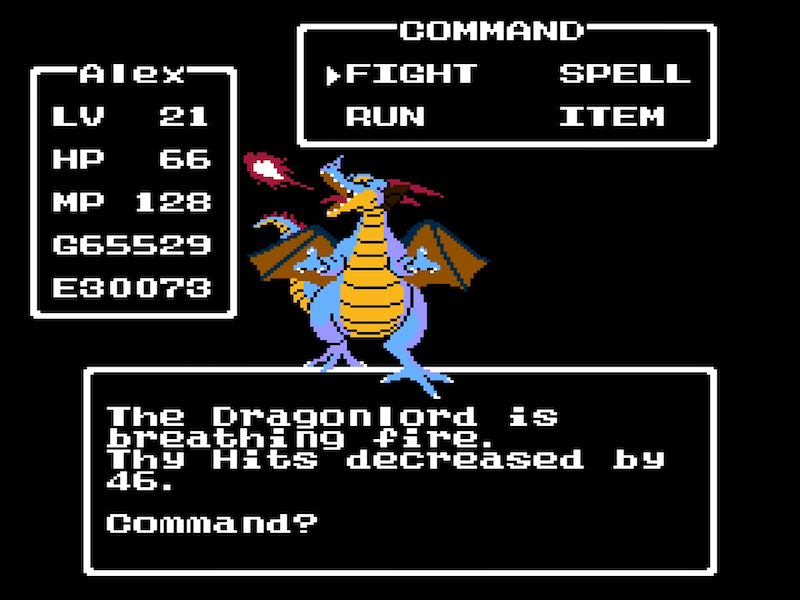 COMMAND
FIGHT SPELL
RUN ITEM
Alex
LV 21
HP 66
MP 128
G65529
E30073
The Dragonlord is
breathing fire.
Thy Hits decreased by
46.
Command?